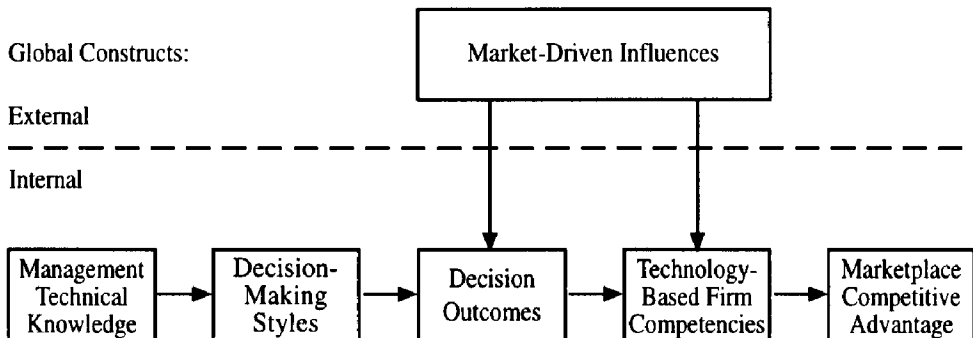 Global Constructs:
Market-Driven Influences
External
Internal
Management
Technical
Knowledge
Decision-
Making
Styles
Decision
Outcomes
Technology-
Based Firm
Competencies
Marketplace
Competitive
Advantage